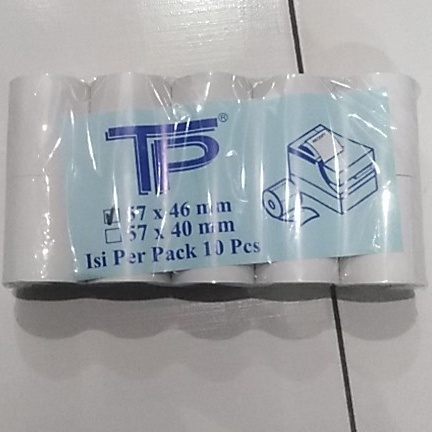 TP®
57 x 46 mm
57 x 40 mm
Isi Per Pack 10 Pcs